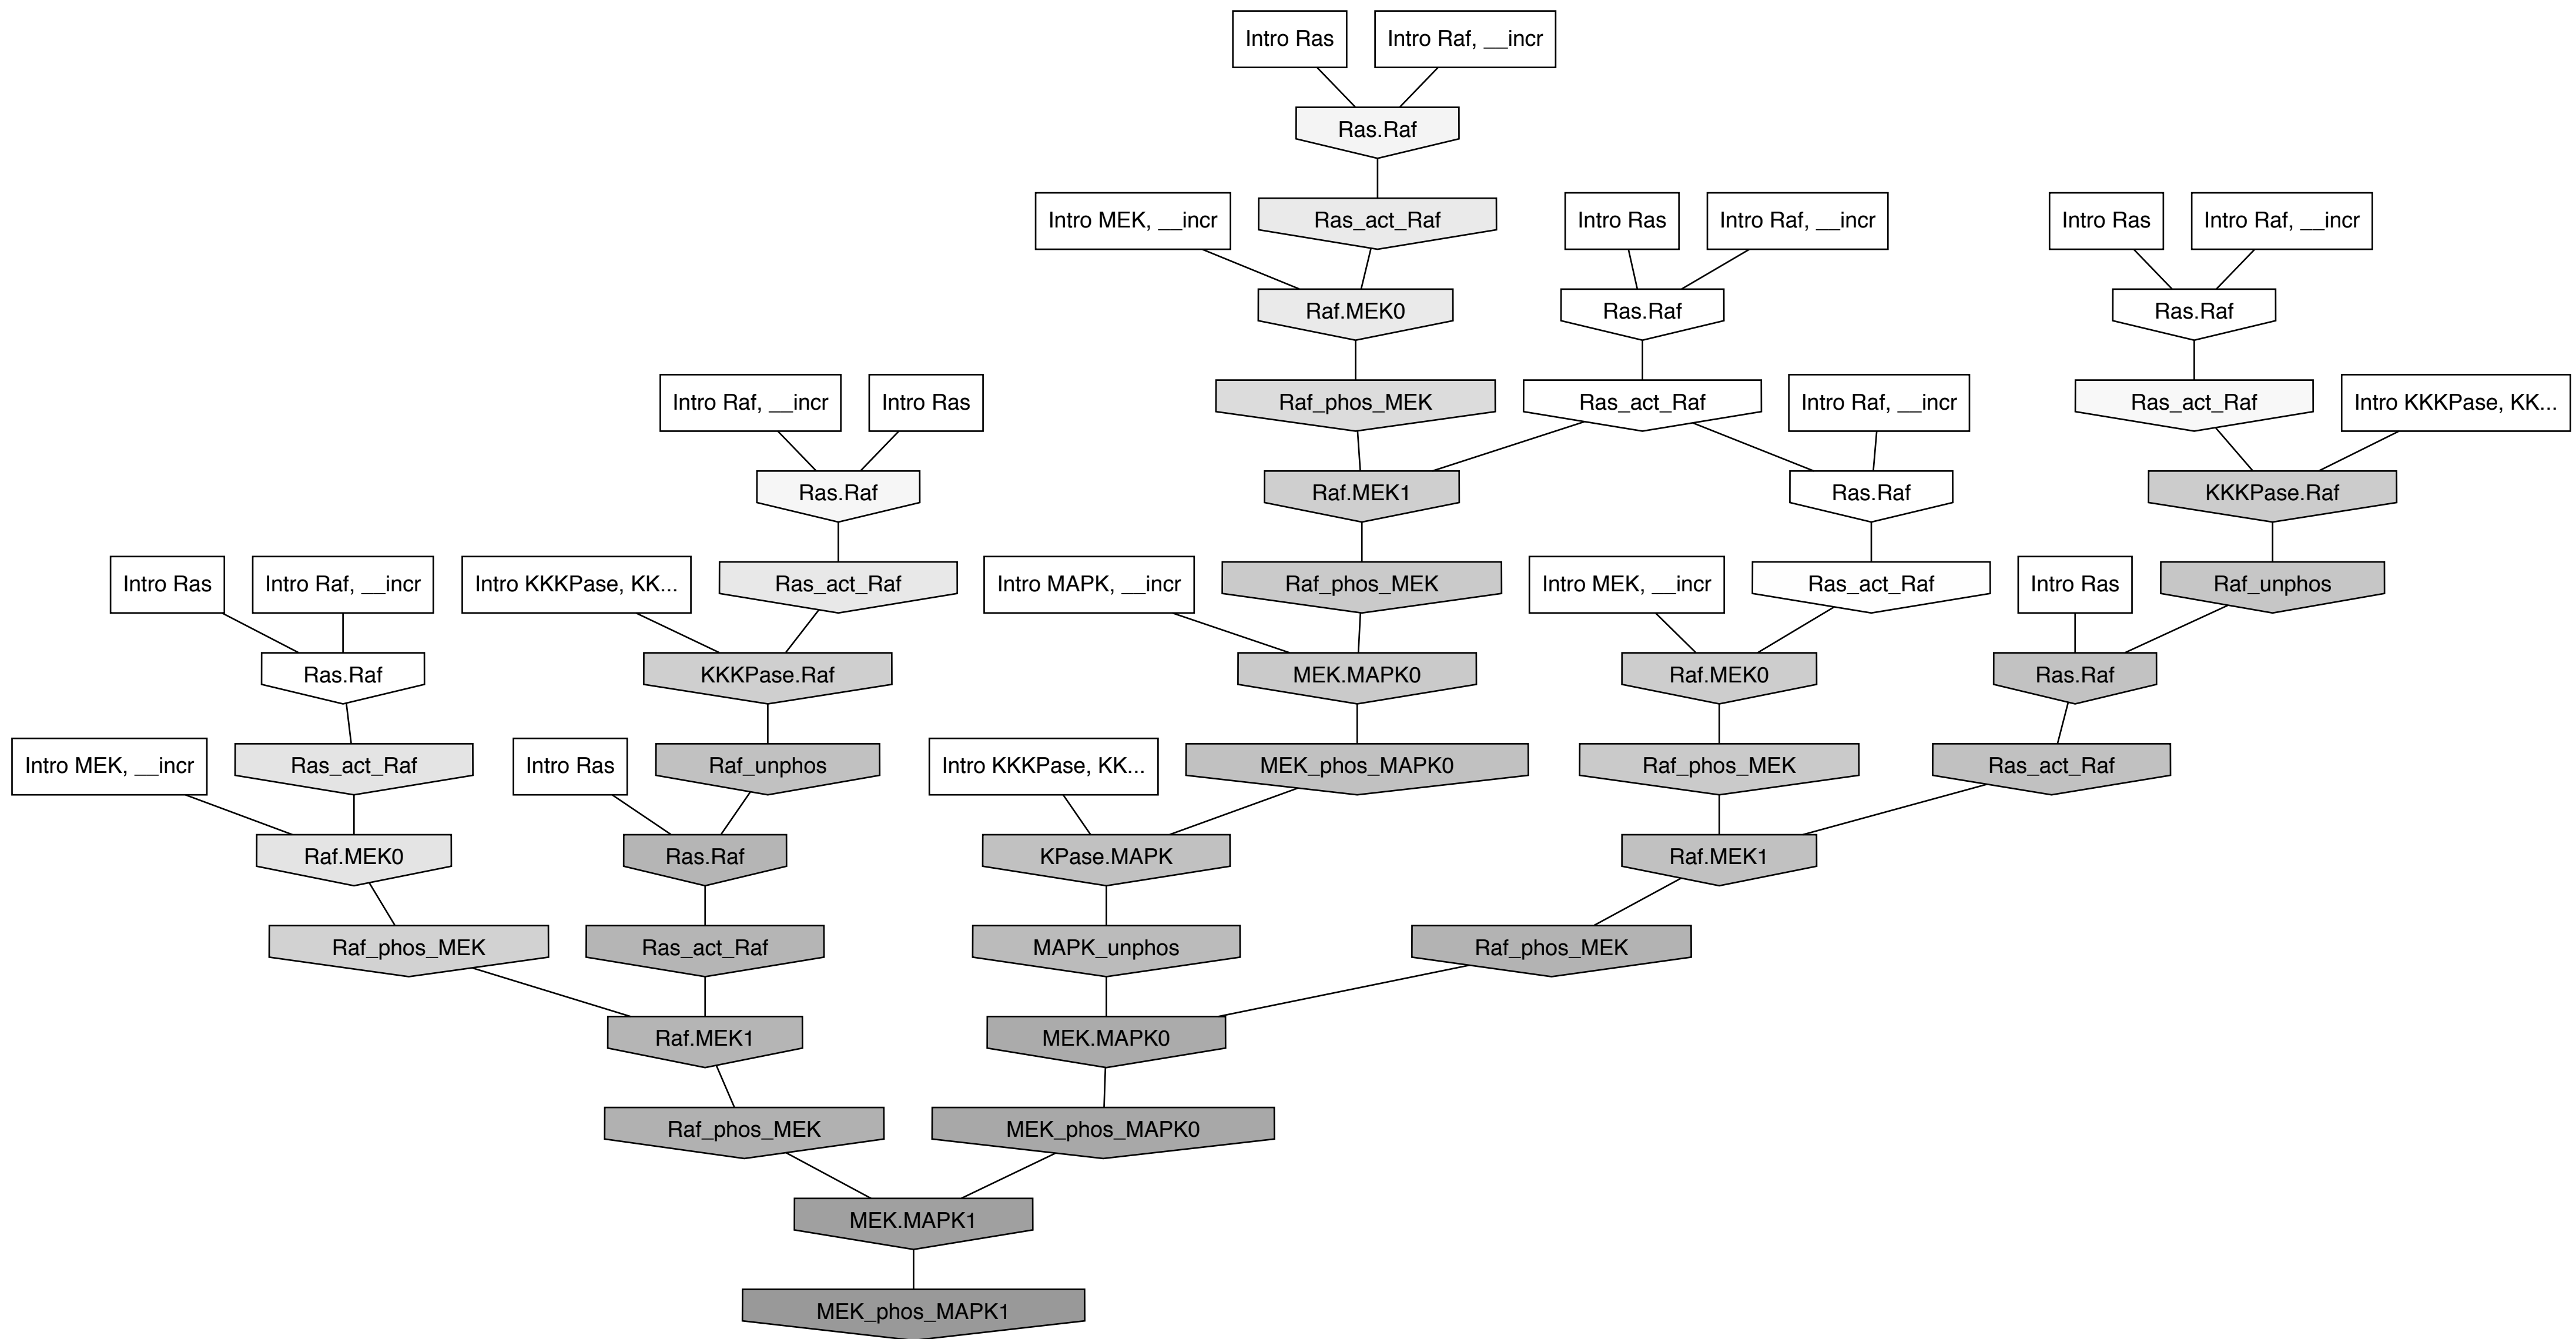 Intro Ras
Intro Raf, __incr
Ras.Raf
Intro MEK, __incr
Ras_act_Raf
Intro Ras
Intro Raf, __incr
Intro Ras
Intro Raf, __incr
Raf.MEK0
Ras.Raf
Ras.Raf
Intro Raf, __incr
Intro Ras
Raf_phos_MEK
Ras_act_Raf
Intro Raf, __incr
Ras_act_Raf
Intro KKKPase, KK...
Ras.Raf
Raf.MEK1
Ras.Raf
KKKPase.Raf
Intro Ras
Intro Raf, __incr
Intro KKKPase, KK...
Ras_act_Raf
Intro MAPK, __incr
Raf_phos_MEK
Intro MEK, __incr
Ras_act_Raf
Intro Ras
Raf_unphos
Ras.Raf
KKKPase.Raf
MEK.MAPK0
Raf.MEK0
Ras.Raf
Intro MEK, __incr
Ras_act_Raf
Intro Ras
Raf_unphos
Intro KKKPase, KK...
MEK_phos_MAPK0
Raf_phos_MEK
Ras_act_Raf
Raf.MEK0
Ras.Raf
KPase.MAPK
Raf.MEK1
Raf_phos_MEK
Ras_act_Raf
MAPK_unphos
Raf_phos_MEK
Raf.MEK1
MEK.MAPK0
Raf_phos_MEK
MEK_phos_MAPK0
MEK.MAPK1
MEK_phos_MAPK1